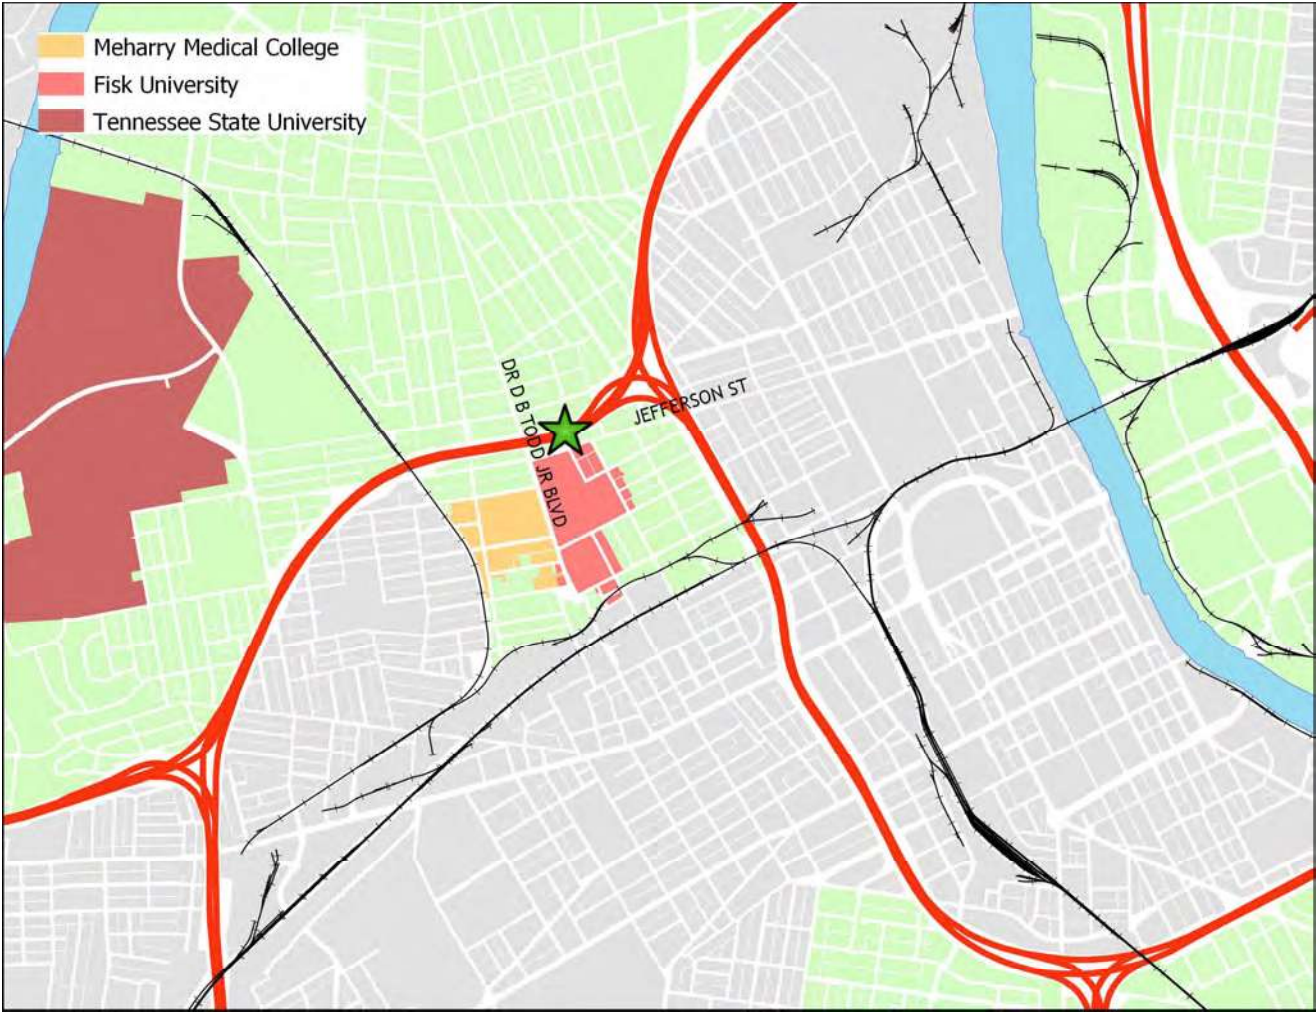 Meharry Medical College
Fisk University
Tennessee State University
DR D B TODD JR BLVD
JEFFERSON ST